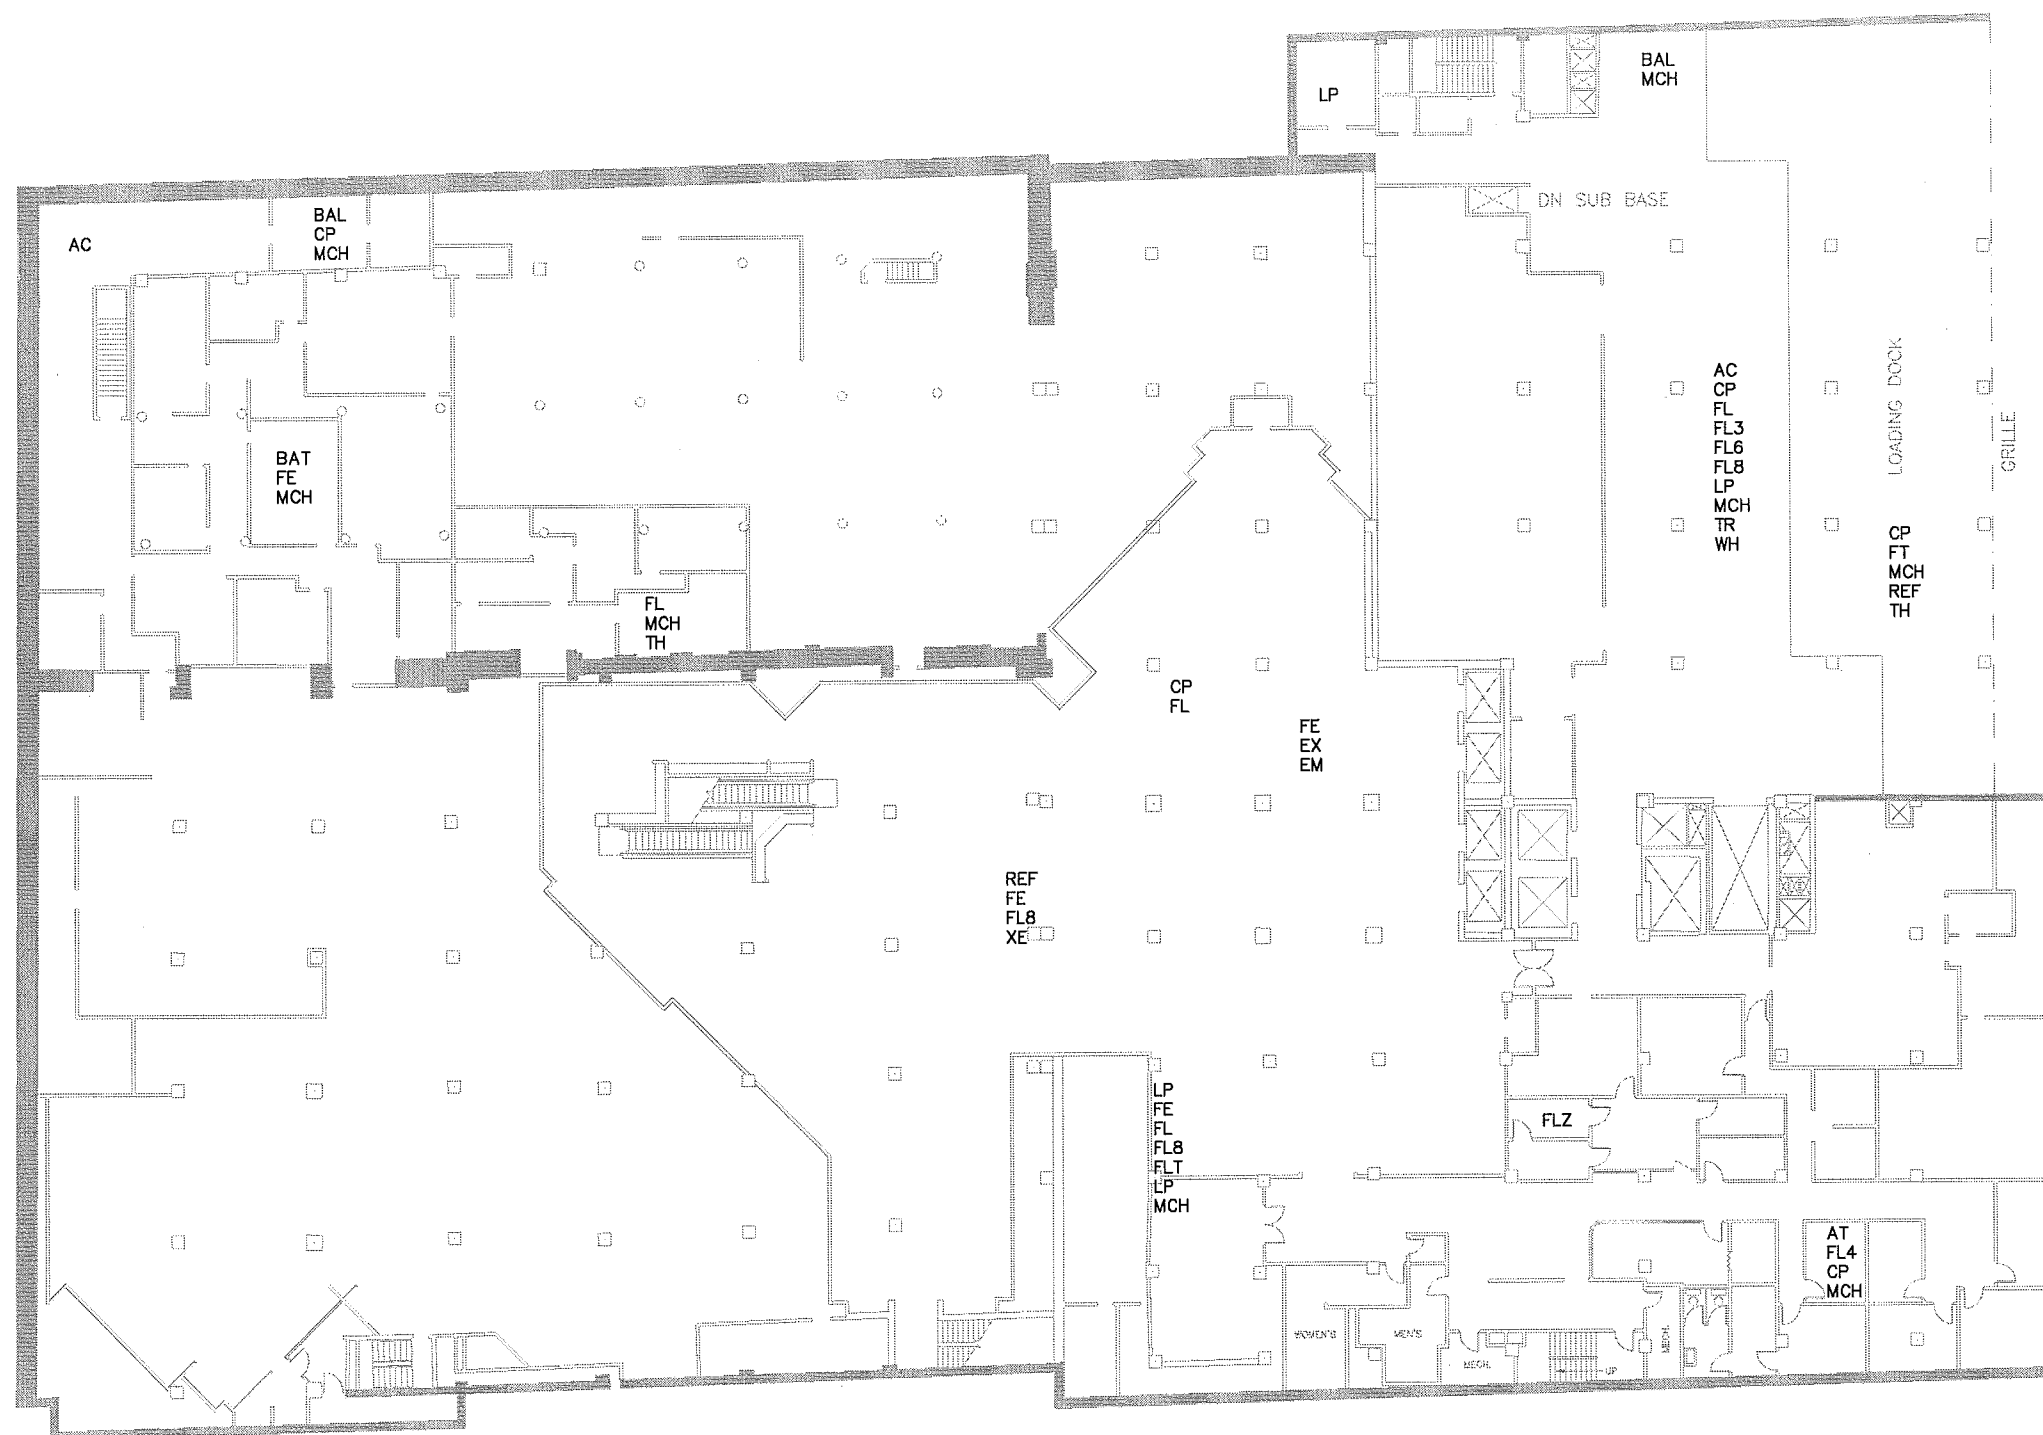 BAL
MCH
LP
DN SUB BASE
BAL
CP
MCH
AC
AC
CP
FL
FL3
FL6
FL8
LP
MCH
TR
WH
LOADING DOCK
GRILLE
BAT
FE
MCH
CP
FT
MCH
REF
TH
FL
MCH
TH
CP
FL
FE
EX
EM
REF
FE
FL8
XE
LP
FE
FL
FL8
FLT
LP
MCH
FLZ
AT
FL4
CP
MCH
WOMEN'S
MEN'S
MECH.
MECH.
UP